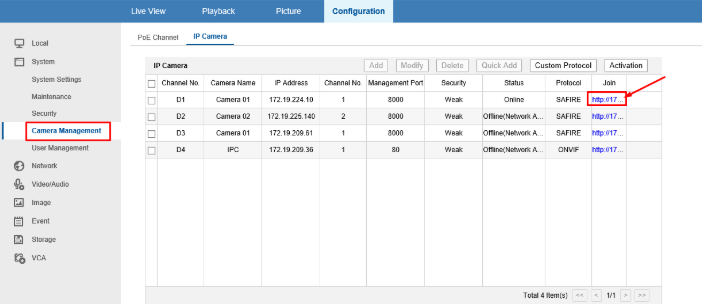 Live View Playback Picture Configuration
PoE Channel IP Camera
Local
System
System Settings
Maintenance
Security
Camera Management
User Management
Network
Video/Audio
Image
Event
Storage
VCA
IP Camera Add Modify Delete Quick Add Custom Protocol Activation
Channel No. Camera Name IP Address Channel No. Management Port Security Status Protocol Join
D1 Camera 01 172.19.224.10 1 8000 Weak Online SAFIRE http://17...
D2 Camera 02 172.19.225.140 2 8000 Weak Offline(Network A... SAFIRE http://17...
D3 Camera 01 172.19.209.61 1 8000 Weak Offline(Network A... SAFIRE http://17...
D4 IPC 172.19.209.36 1 80 Weak Offline(Network A... ONVIF http://17...
Total 4 Item(s) << < 1/1 > >>